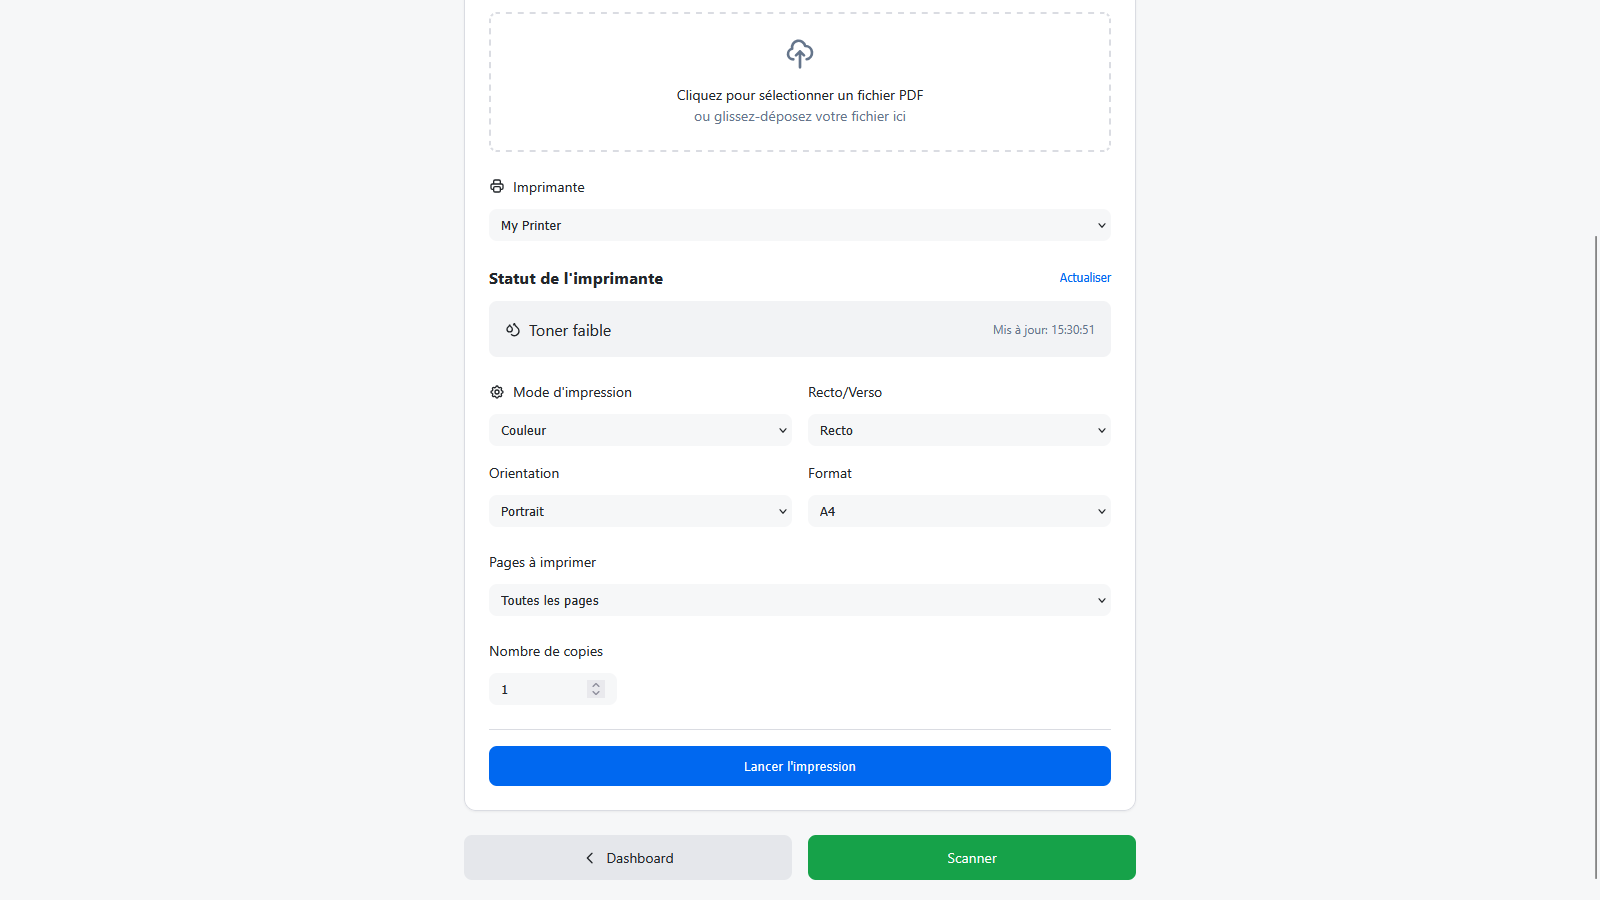 Cliquez pour sélectionner un fichier PDF
ou glissez-déposez votre fichier ici
Imprimante
My Printer
Statut de l'imprimante
Actualiser
Toner faible
Mis à jour: 15:30:51
Mode d'impression
Recto/Verso
Couleur
Recto
Orientation
Format
Portrait
A4
Pages à imprimer
Toutes les pages
Nombre de copies
1
Lancer l'impression
Dashboard
Scanner